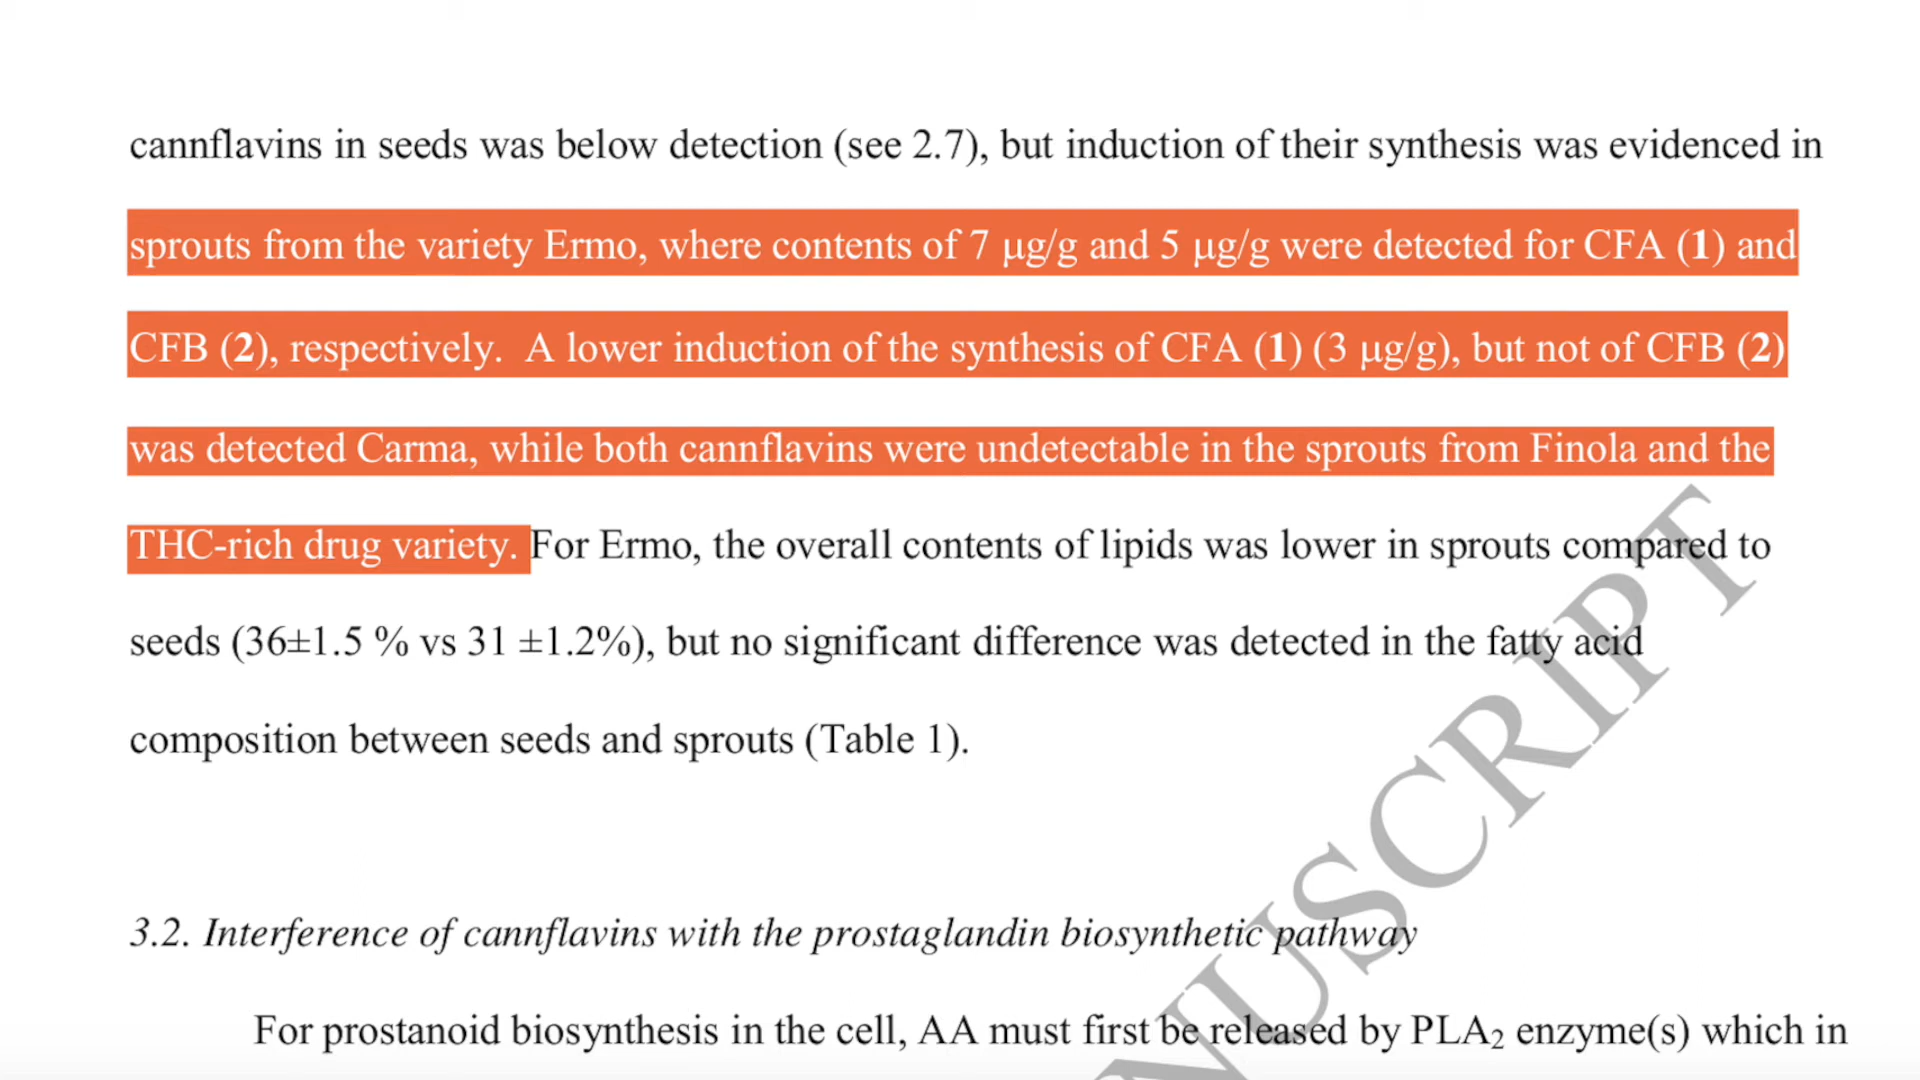 cannflavins in seeds was below detection (see 2.7), but induction of their synthesis was evidenced in
sprouts from the variety Ermo, where contents of 7 µg/g and 5 µg/g were detected for CFA (1) and
CFB (2), respectively.  A lower induction of the synthesis of CFA (1) (3 µg/g), but not of CFB (2)
was detected Carma, while both cannflavins were undetectable in the sprouts from Finola and the
THC-rich drug variety. For Ermo, the overall contents of lipids was lower in sprouts compared to
seeds (36±1.5 % vs 31 ±1.2%), but no significant difference was detected in the fatty acid
composition between seeds and sprouts (Table 1).
3.2. Interference of cannflavins with the prostaglandin biosynthetic pathway
For prostanoid biosynthesis in the cell, AA must first be released by PLA₂ enzyme(s) which in
NUSCRIPT